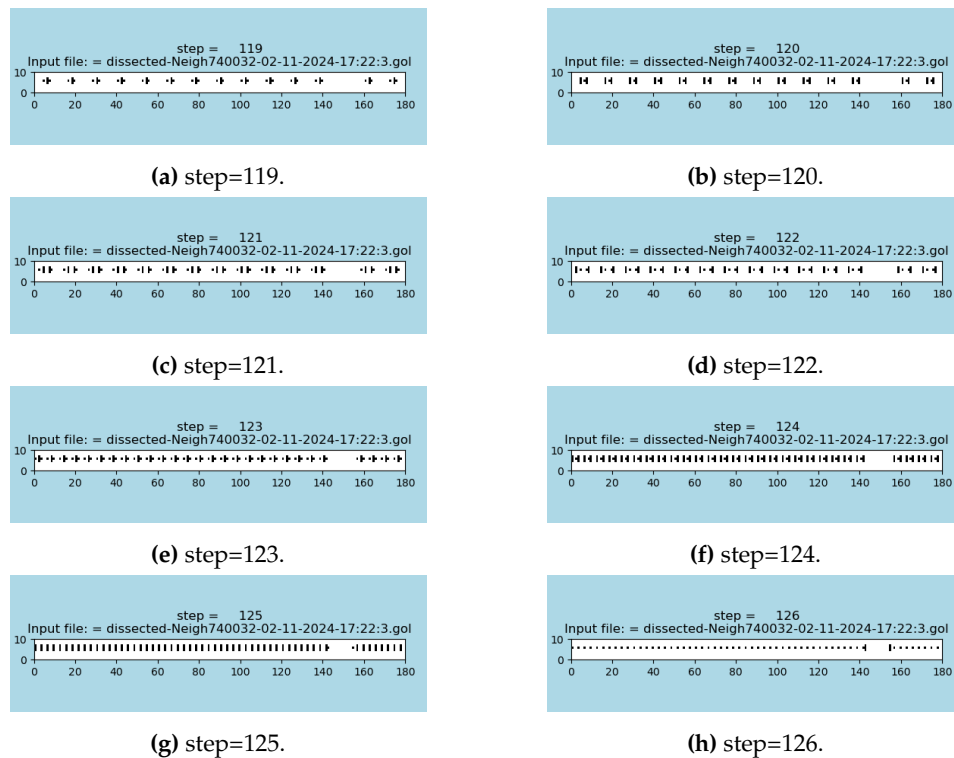 step = 119
Input file: = dissected-Neigh740032-02-11-2024-17:22:3.gol
10
0
0 20 40 60 80 100 120 140 160 180
(a) step=119.
step = 120
Input file: = dissected-Neigh740032-02-11-2024-17:22:3.gol
10
0
0 20 40 60 80 100 120 140 160 180
(b) step=120.
step = 121
Input file: = dissected-Neigh740032-02-11-2024-17:22:3.gol
10
0
0 20 40 60 80 100 120 140 160 180
(c) step=121.
step = 122
Input file: = dissected-Neigh740032-02-11-2024-17:22:3.gol
10
0
0 20 40 60 80 100 120 140 160 180
(d) step=122.
step = 123
Input file: = dissected-Neigh740032-02-11-2024-17:22:3.gol
10
0
0 20 40 60 80 100 120 140 160 180
(e) step=123.
step = 124
Input file: = dissected-Neigh740032-02-11-2024-17:22:3.gol
10
0
0 20 40 60 80 100 120 140 160 180
(f) step=124.
step = 125
Input file: = dissected-Neigh740032-02-11-2024-17:22:3.gol
10
0
0 20 40 60 80 100 120 140 160 180
(g) step=125.
step = 126
Input file: = dissected-Neigh740032-02-11-2024-17:22:3.gol
10
0
0 20 40 60 80 100 120 140 160 180
(h) step=126.